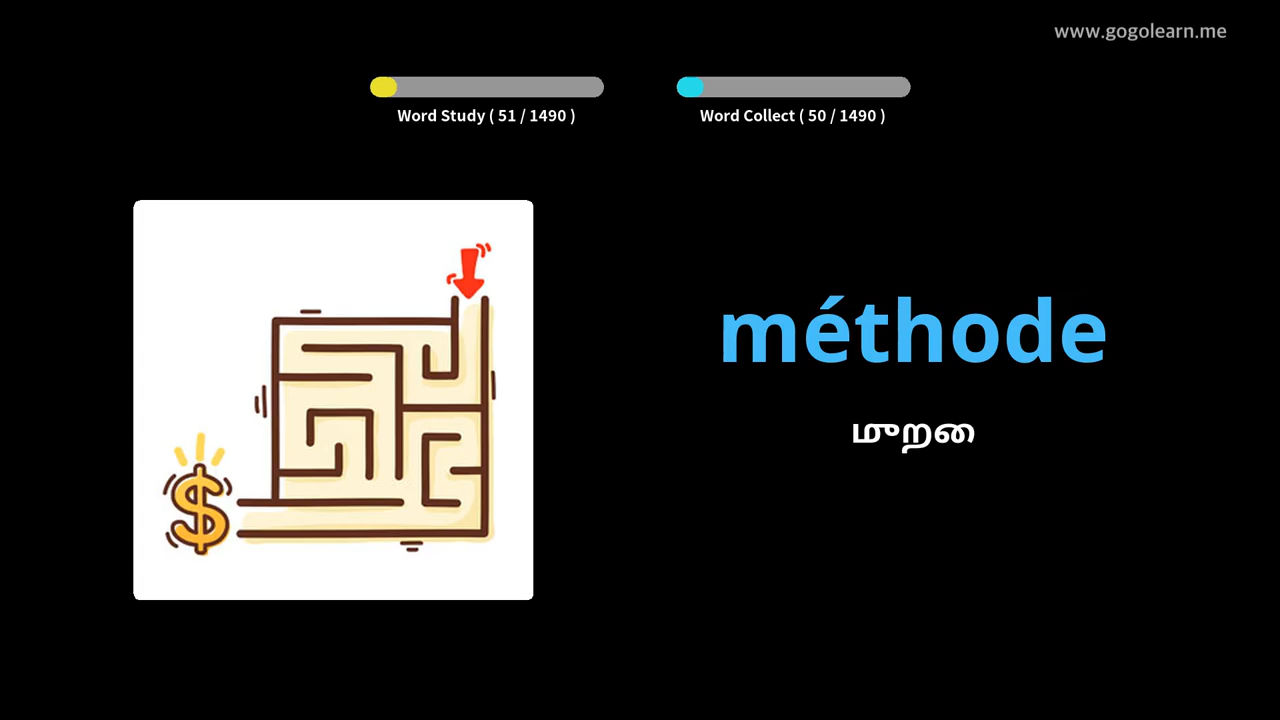 www.gogolearn.me
Word Study ( 51 / 1490 )
Word Collect ( 50 / 1490 )
méthode
முறை
$